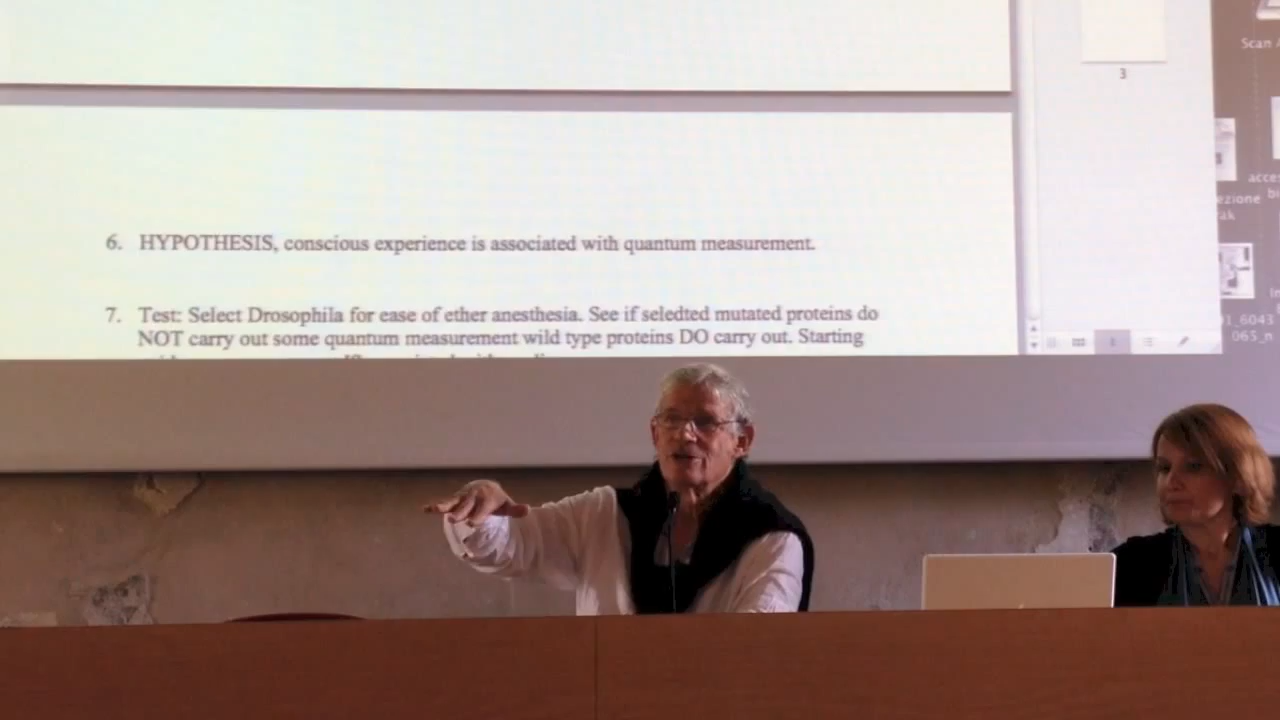 3
Scan
6. HYPOTHESIS, conscious experience is associated with quantum measurement.
7. Test: Select Drosophila for ease of ether anesthesia. See if seledted mutated proteins do
NOT carry out some quantum measurement wild type proteins DO carry out. Starting